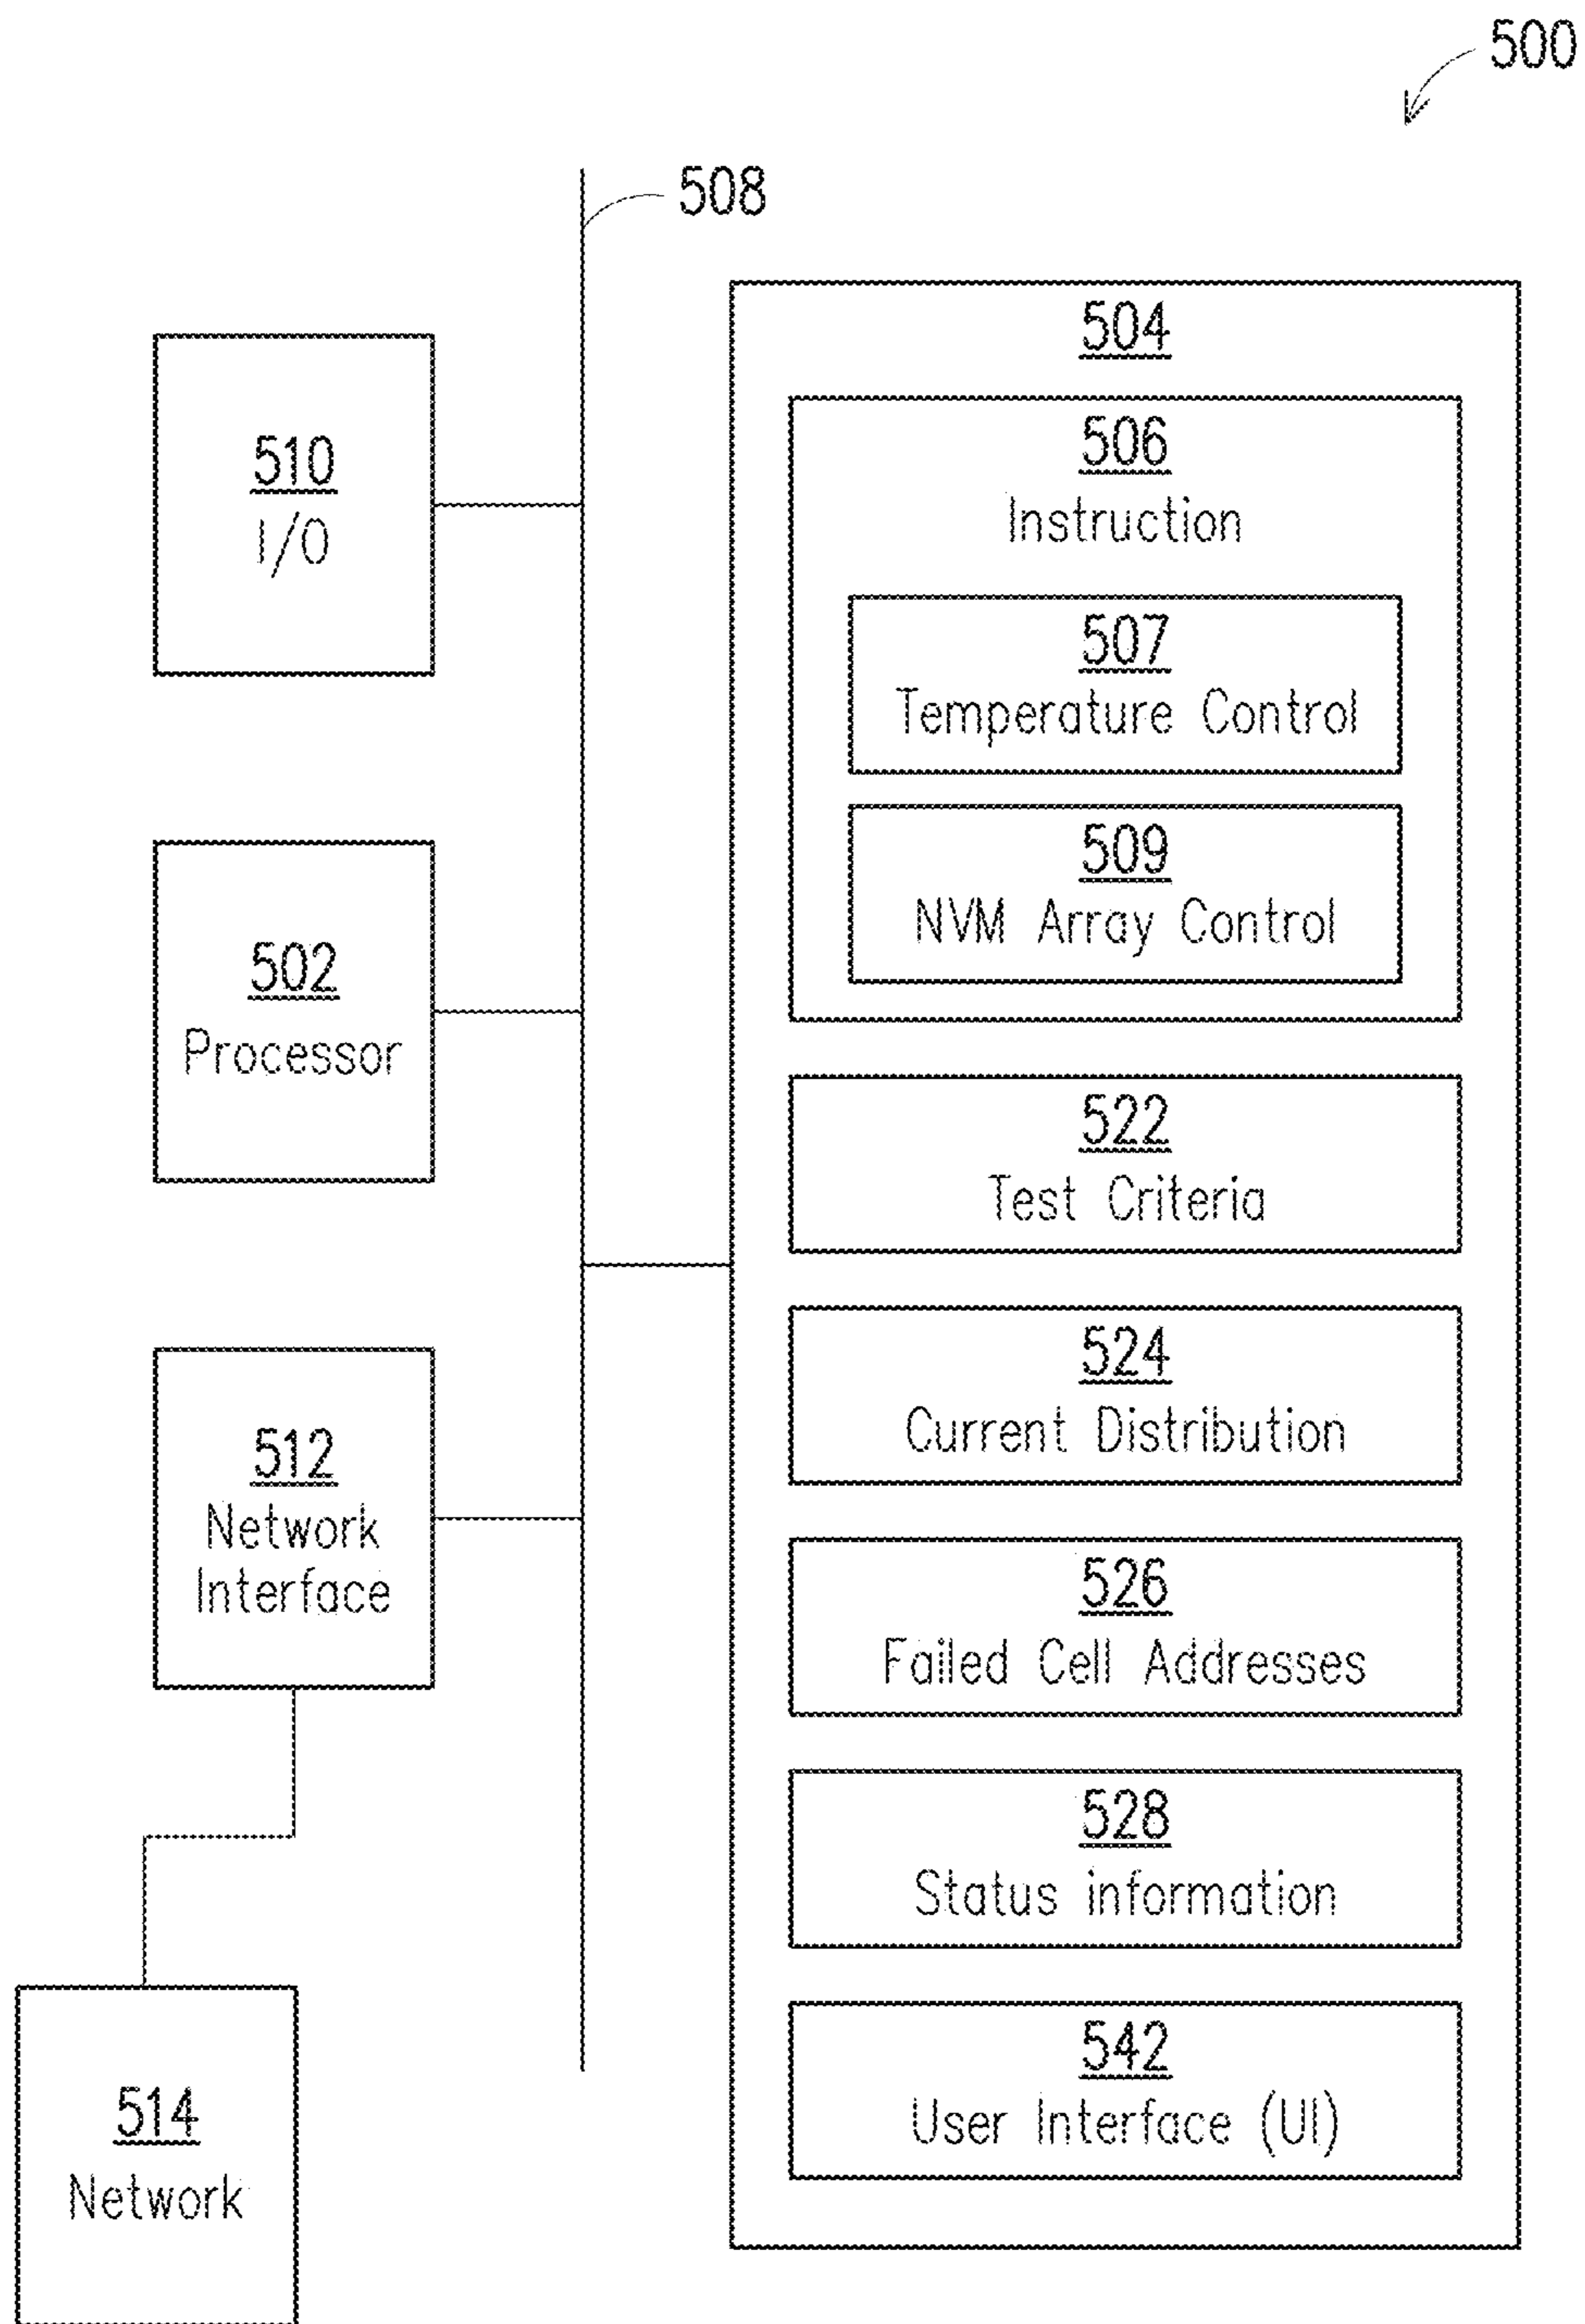 500
508
510
I/O
502
Processor
512
Network
Interface
514
Network
504
506
Instruction
507
Temperature Control
509
NVM Array Control
522
Test Criteria
524
Current Distribution
526
Failed Cell Addresses
528
Status information
542
User Interface (UI)